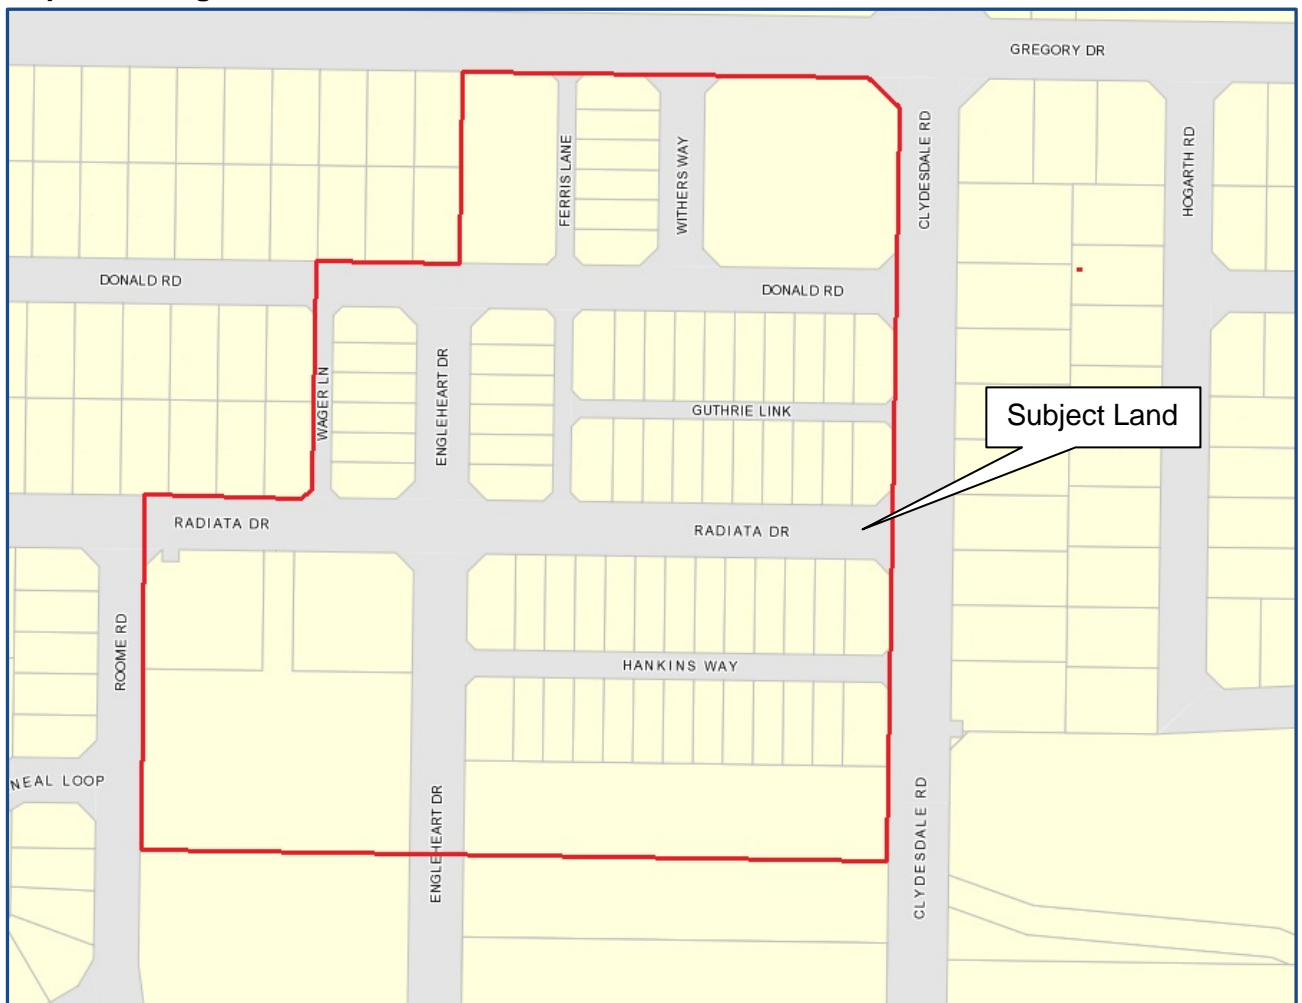 GREGORY DR
FERRIS LANE
WITHERS WAY
CLYDESDALE RD
HOGARTH RD
DONALD RD
DONALD RD
WAGER LN
ENGLEHEART DR
GUTHRIE LINK
Subject Land
RADIATA DR
RADIATA DR
ROOME RD
HANKINS WAY
NEAL LOOP
ENGLEHEART DR
CLYDESDALE RD